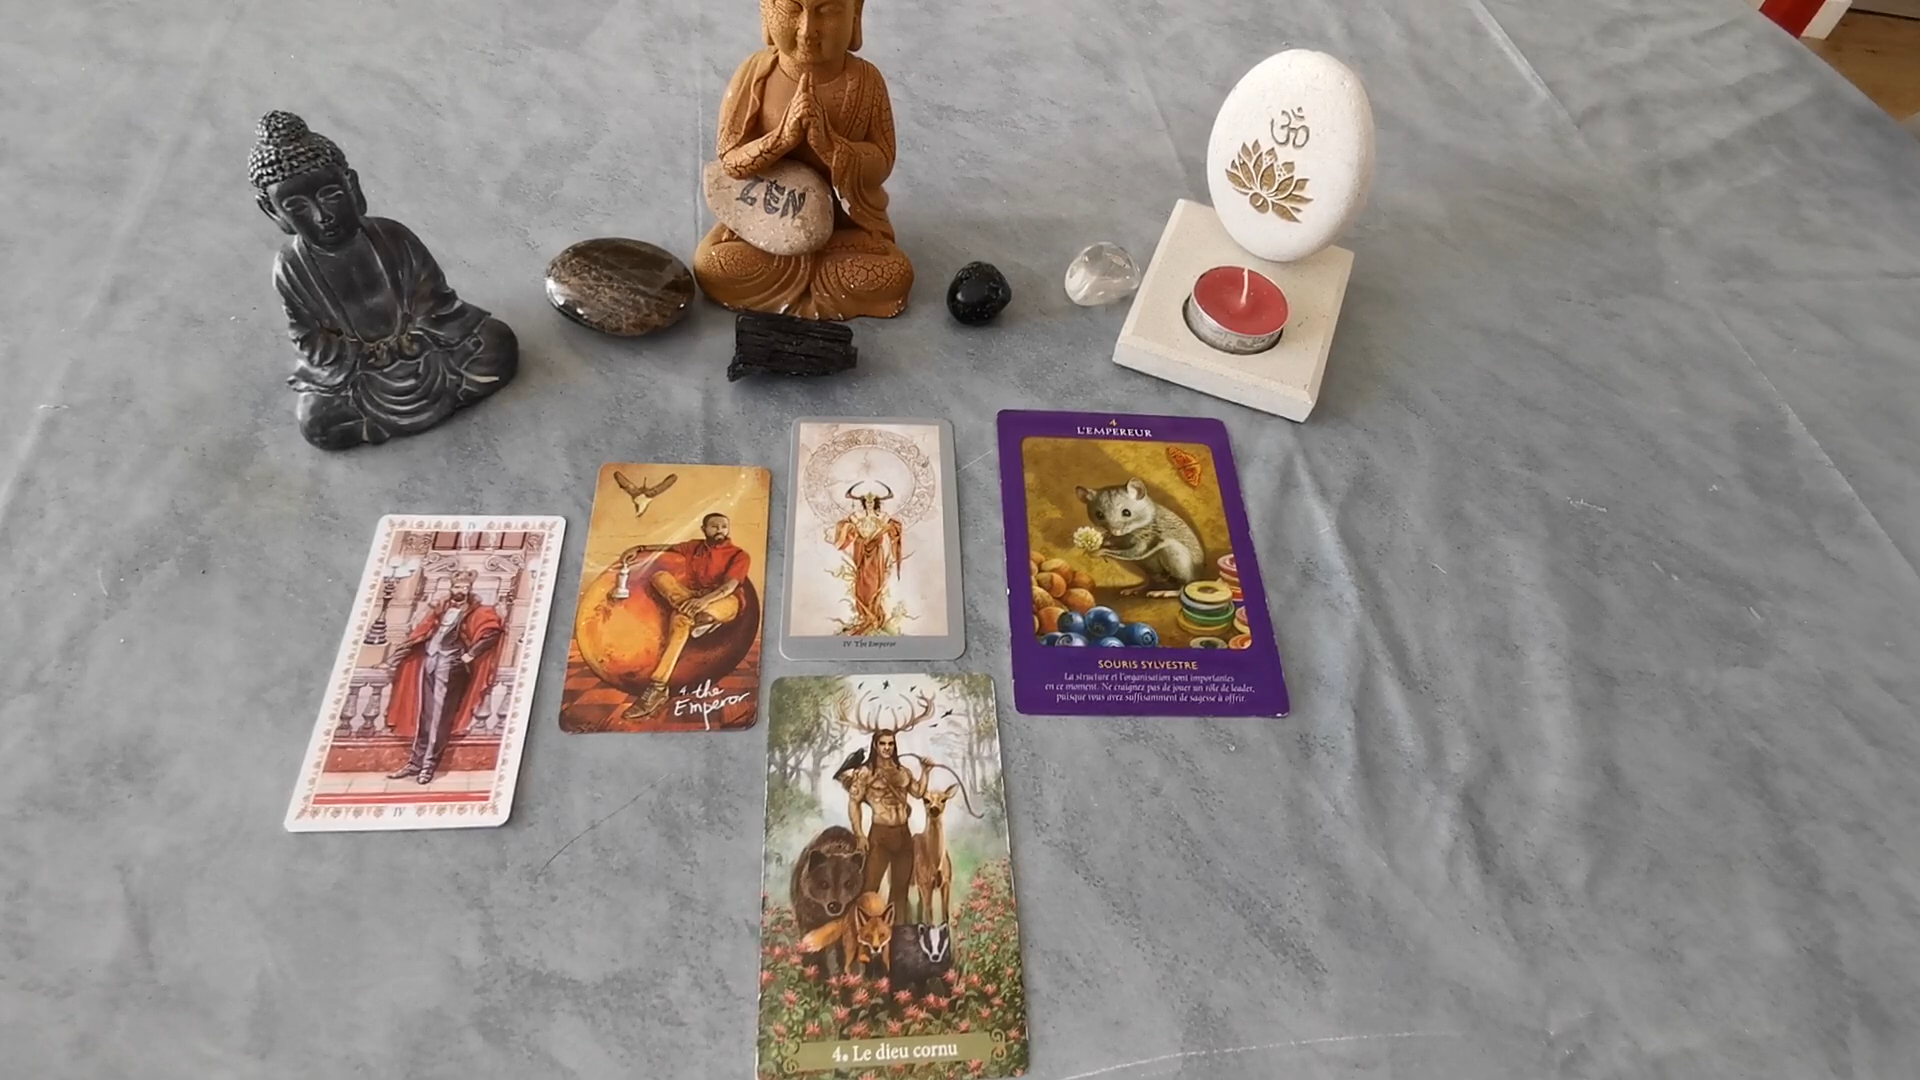 ZEN
ॐ
4
L'EMPEREUR
SOURIS SYLVESTRE
La structure et l'organisation sont importantes
en ce moment. Ne craignez pas de jouer un rôle de leader,
puisque vous avez suffisamment de sagesse à offrir.
IV The Emperor
4. the
Emperor
IV
IV
4. Le dieu cornu